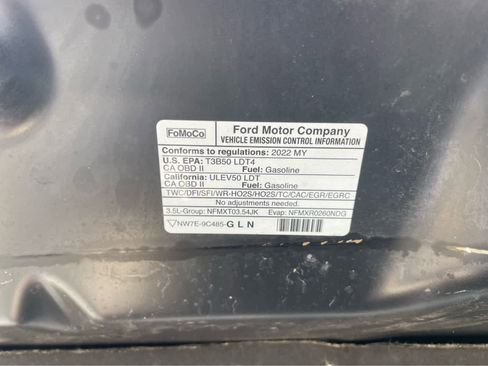 FoMoCo
Ford Motor Company
VEHICLE EMISSION CONTROL INFORMATION
Conforms to regulations: 2022 MY
U.S. EPA: T3B50 LDT4
CA OBD II Fuel: Gasoline
California: ULEV50 LDT
CA OBD II Fuel: Gasoline
TWC/DFI/SFI/WR-HO2S/HO2S/TC/CAC/EGR/EGRC
No adjustments needed.
3.5L-Group: NFMXT03.54JK Evap: NFMXR0260NDG
NW7E-9C485-GLN